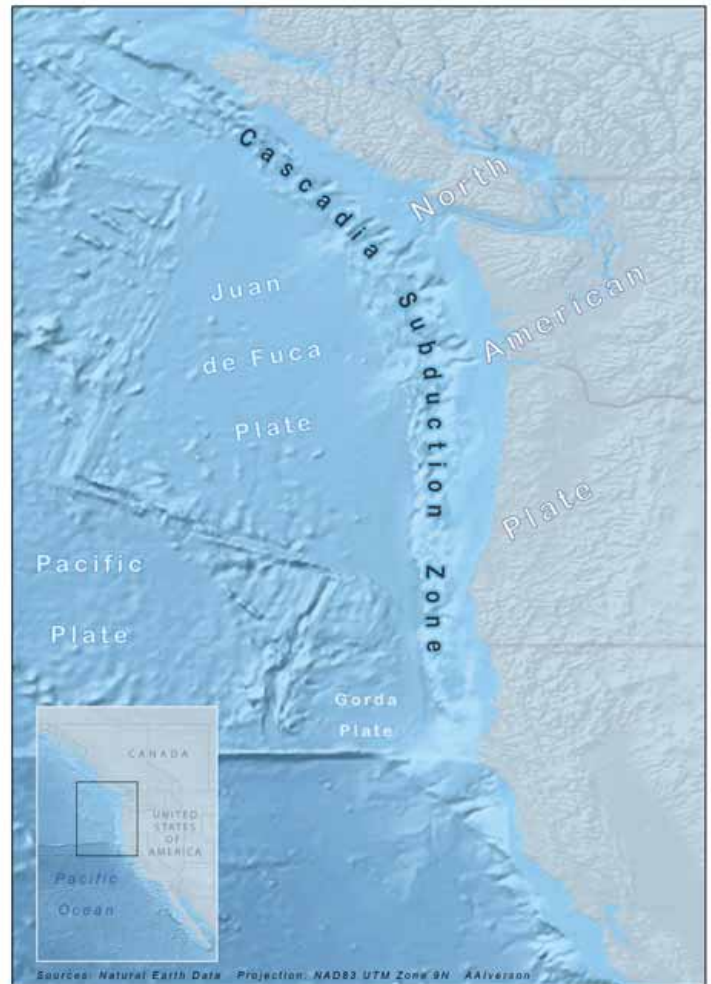 Cascadia Subduction Zone
North
American
Plate
Juan
de Fuca
Plate
Pacific
Plate
Gorda
Plate
CANADA
UNITED
STATES
OF
AMERICA
Pacific
Ocean
Sources: Natural Earth Data Projection: NAD83 UTM Zone 9N AAlverson